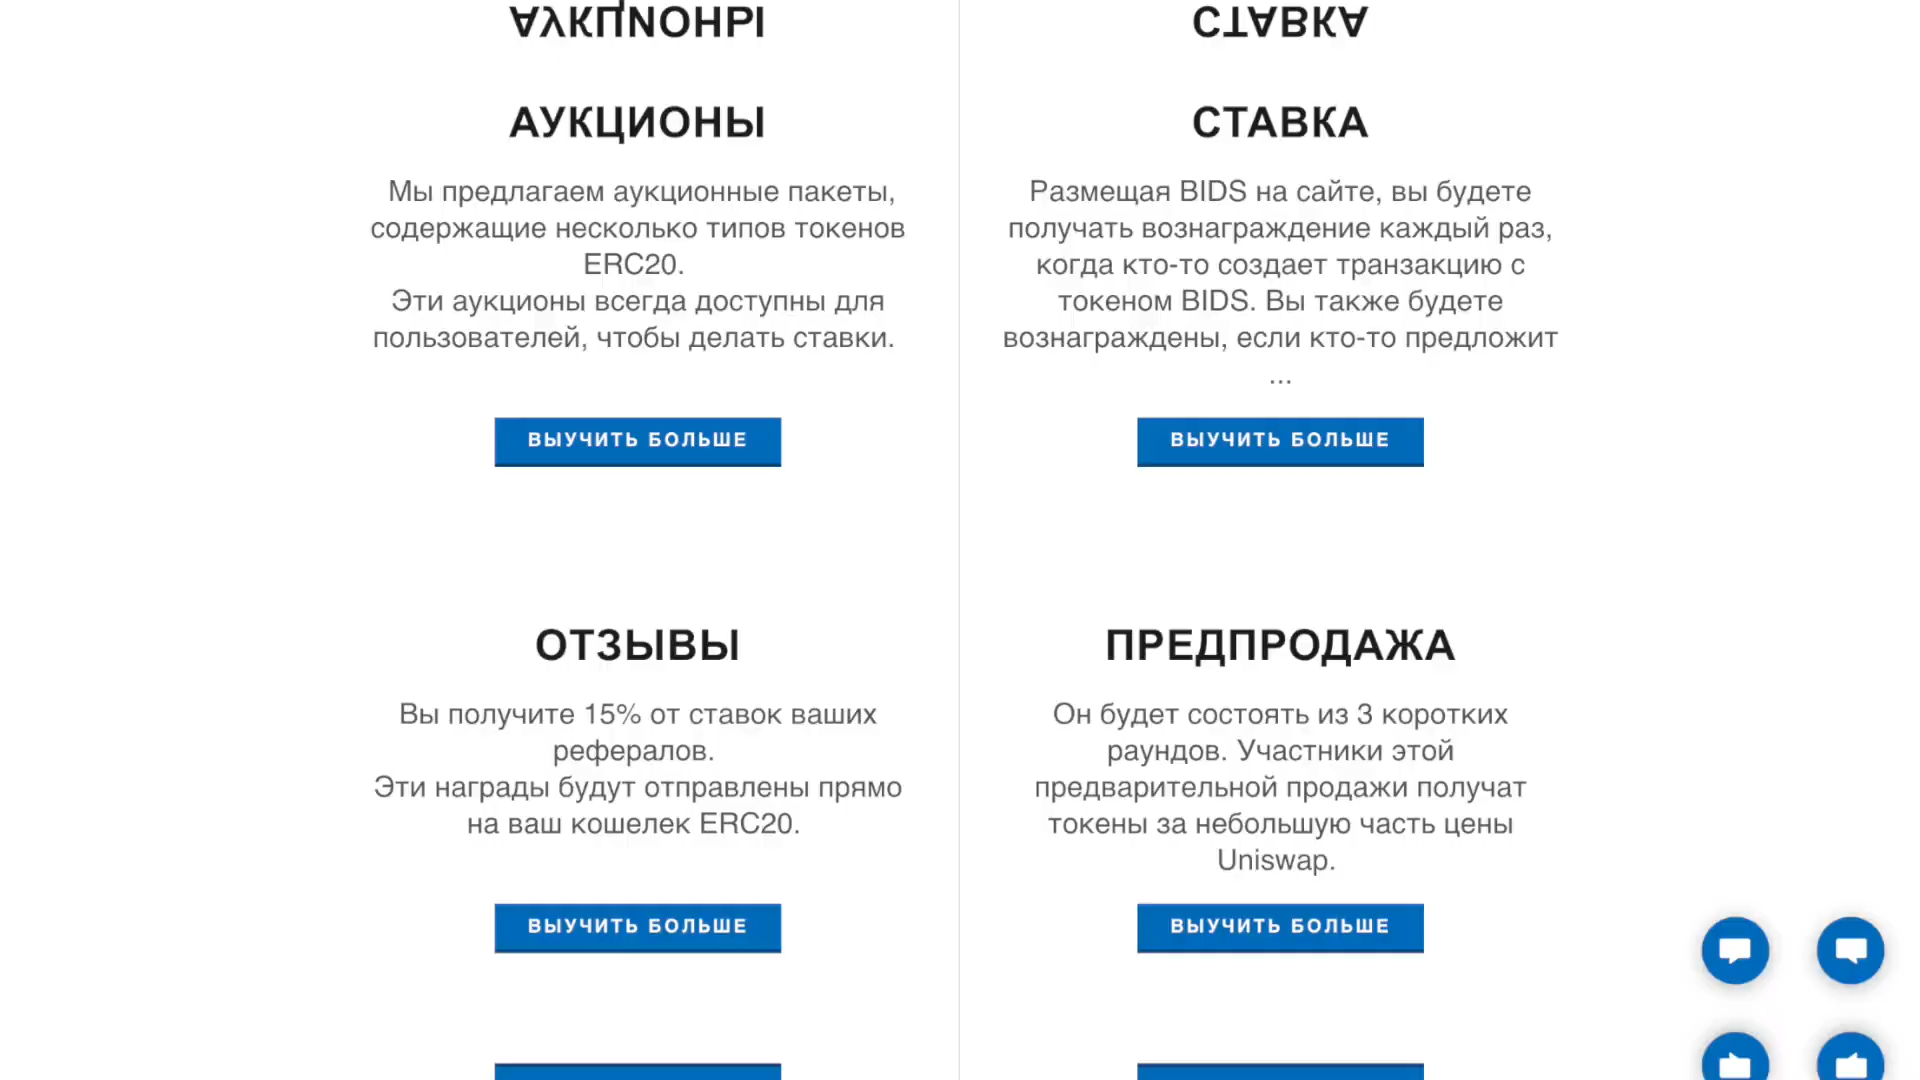 АУКЦИОНЫ
СТАВКА
АУКЦИОНЫ
Мы предлагаем аукционные пакеты,
содержащие несколько типов токенов
ERC20.
Эти аукционы всегда доступны для
пользователей, чтобы делать ставки.
ВЫУЧИТЬ БОЛЬШЕ
СТАВКА
Размещая BIDS на сайте, вы будете
получать вознаграждение каждый раз,
когда кто-то создает транзакцию с
токеном BIDS. Вы также будете
вознаграждены, если кто-то предложит
...
ВЫУЧИТЬ БОЛЬШЕ
ОТЗЫВЫ
Вы получите 15% от ставок ваших
рефералов.
Эти награды будут отправлены прямо
на ваш кошелек ERC20.
ВЫУЧИТЬ БОЛЬШЕ
ПРЕДПРОДАЖА
Он будет состоять из 3 коротких
раундов. Участники этой
предварительной продажи получат
токены за небольшую часть цены
Uniswap.
ВЫУЧИТЬ БОЛЬШЕ